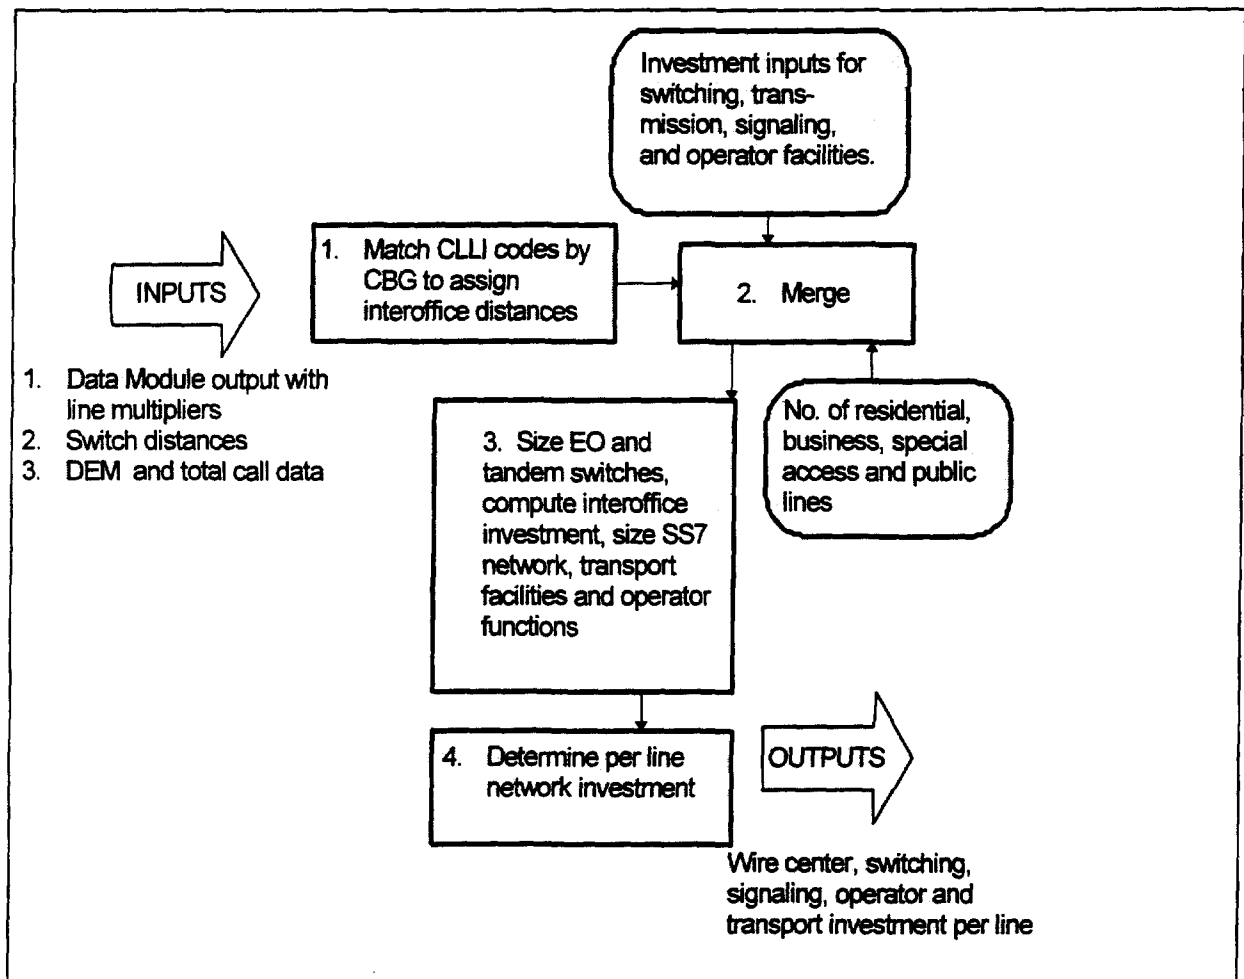 Investment inputs for
switching, trans-
mission, signaling,
and operator facilities.
INPUTS
1. Match CLLI codes by
CBG to assign
interoffice distances
2. Merge
1. Data Module output with
line multipliers
2. Switch distances
3. DEM and total call data
No. of residential,
business, special
access and public
lines
3. Size EO and
tandem switches,
compute interoffice
investment, size SS7
network, transport
facilities and operator
functions
4. Determine per line
network investment
OUTPUTS
Wire center, switching,
signaling, operator and
transport investment per line